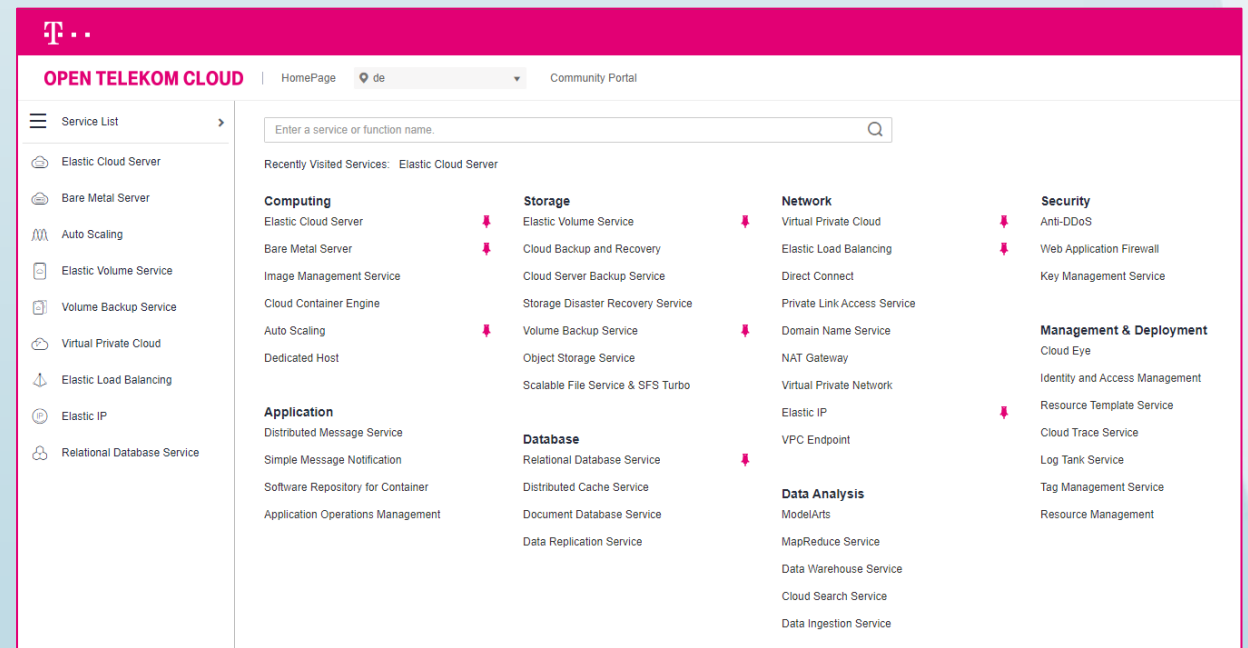 T
OPEN TELEKOM CLOUD | HomePage de Community Portal
Service List
Elastic Cloud Server
Bare Metal Server
Auto Scaling
Elastic Volume Service
Volume Backup Service
Virtual Private Cloud
Elastic Load Balancing
IP Elastic IP
Relational Database Service
Enter a service or function name.
Recently Visited Services: Elastic Cloud Server
Computing
Elastic Cloud Server
Bare Metal Server
Image Management Service
Cloud Container Engine
Auto Scaling
Dedicated Host
Application
Distributed Message Service
Simple Message Notification
Software Repository for Container
Application Operations Management
Storage
Elastic Volume Service
Cloud Backup and Recovery
Cloud Server Backup Service
Storage Disaster Recovery Service
Volume Backup Service
Object Storage Service
Scalable File Service & SFS Turbo
Database
Relational Database Service
Distributed Cache Service
Document Database Service
Data Replication Service
Network
Virtual Private Cloud
Elastic Load Balancing
Direct Connect
Private Link Access Service
Domain Name Service
NAT Gateway
Virtual Private Network
Elastic IP
VPC Endpoint
Data Analysis
ModelArts
MapReduce Service
Data Warehouse Service
Cloud Search Service
Data Ingestion Service
Security
Anti-DDoS
Web Application Firewall
Key Management Service
Management & Deployment
Cloud Eye
Identity and Access Management
Resource Template Service
Cloud Trace Service
Log Tank Service
Tag Management Service
Resource Management